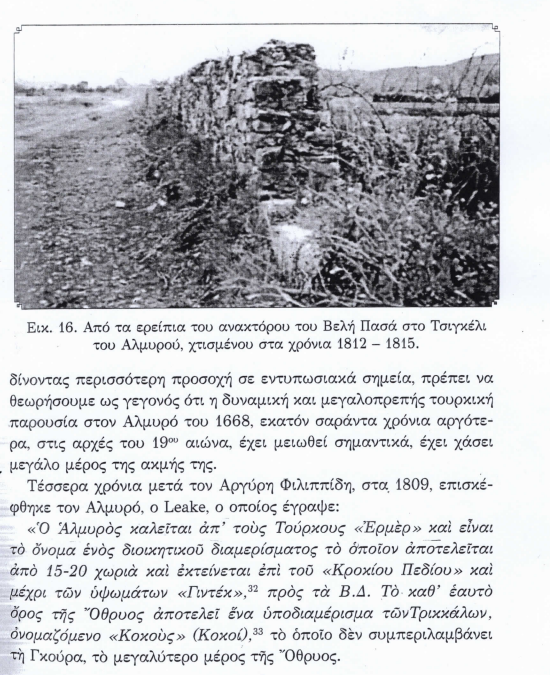 Εικ. 16. Από τα ερείπια του ανακτόρου του Βελή Πασά στο Τσιγκέλι
του Αλμυρού, χτισμένου στα χρόνια 1812 – 1815.
δίνοντας περισσότερη προσοχή σε εντυπωσιακά σημεία, πρέπει να
θεωρήσουμε ως γεγονός ότι η δυναμική και μεγαλοπρεπής τουρκική
παρουσία στον Αλμυρό του 1668, εκατόν σαράντα χρόνια αργότε-
ρα, στις αρχές του 19ου αιώνα, έχει μειωθεί σημαντικά, έχει χάσει
μεγάλο μέρος της ακμής της.
Τέσσερα χρόνια μετά τον Αργύρη Φιλιππίδη, στα 1809, επισκέ-
φθηκε τον Αλμυρό, ο Leake, ο οποίος έγραψε:
«Ὁ Ἁλμυρὸς καλεῖται ἀπ’ τοὺς Τούρκους «Ἐρμὲρ» καὶ εἶναι
τὸ ὄνομα ἑνὸς διοικητικοῦ διαμερίσματος τὸ ὁποῖον ἀποτελεῖται
ἀπὸ 15-20 χωριὰ καὶ ἐκτείνεται ἐπὶ τοῦ «Κροκίου Πεδίου» καὶ
μέχρι τῶν ὑψωμάτων «Γιντέκ»,32 πρὸς τὰ Β.Δ. Τὸ καθ’ ἑαυτὸ
ὄρος τῆς Ὄθρυος ἀποτελεῖ ἕνα ὑποδιαμέρισμα τῶνΤρικκάλων,
ὀνομαζόμενο «Κοκοὺς» (Κοκοί),33 τὸ ὁποῖο δὲν συμπεριλαμβάνει
τὴ Γκούρα, τὸ μεγαλύτερο μέρος τῆς Ὄθρυος.